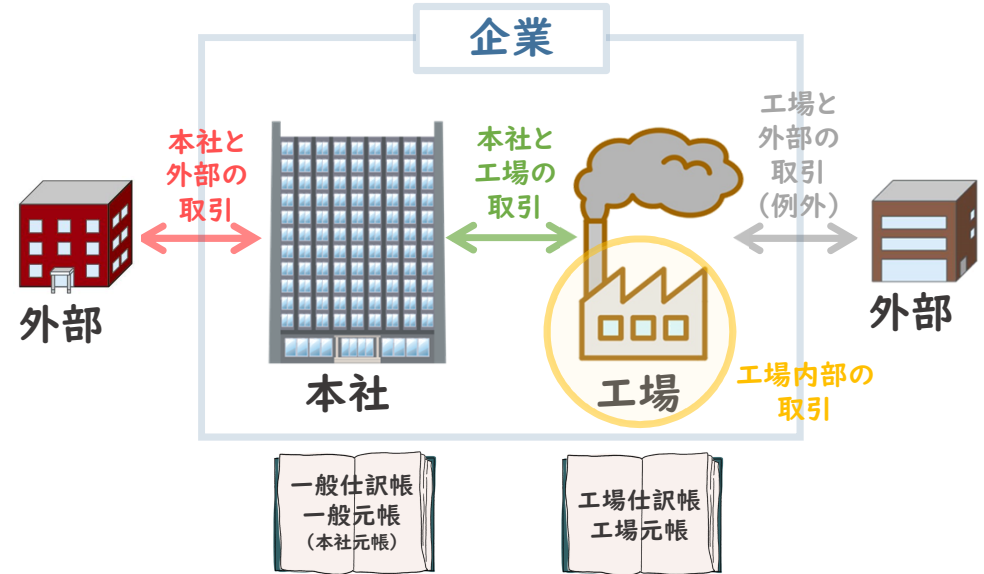 企業
本社と
外部の
取引
本社と
工場の
取引
工場と
外部の
取引
（例外）
外部
本社
工場
外部
工場内部の
取引
一般仕訳帳
一般元帳
（本社元帳）
工場仕訳帳
工場元帳